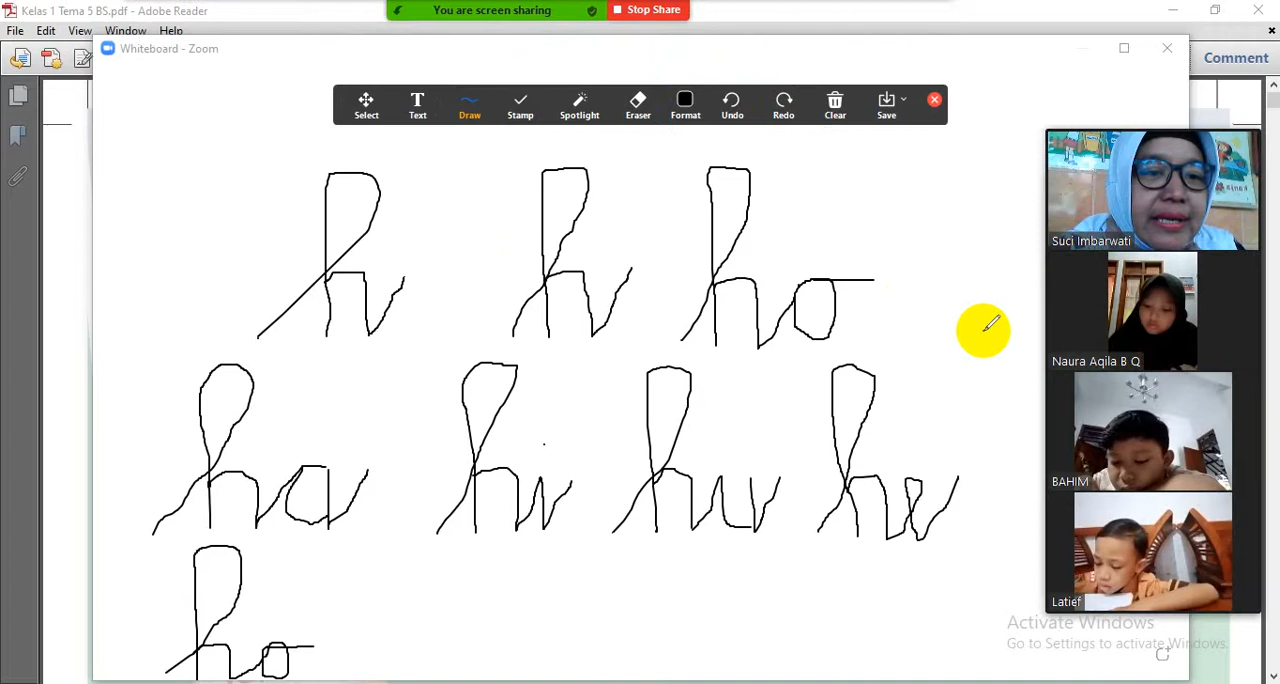 Kelas 1 Tema 5 BS.pdf - Adobe Reader
You are screen sharing Stop Share
File Edit View Window Help
Whiteboard - Zoom
Comment
Select Text Draw Stamp Spotlight Eraser Format Undo Redo Clear Save
h h ho
Suci Imbarwati
Naura Aqila B Q
ha hi hu he
BAHIM
ho
Latief
Activate Windows
Go to Settings to activate Windows.